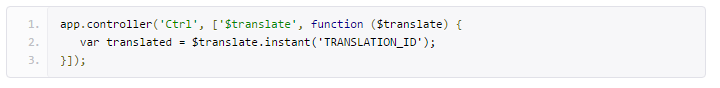 1. app.controller('Ctrl', ['$translate', function ($translate) {
2.    var translated = $translate.instant('TRANSLATION_ID');
3. }]);